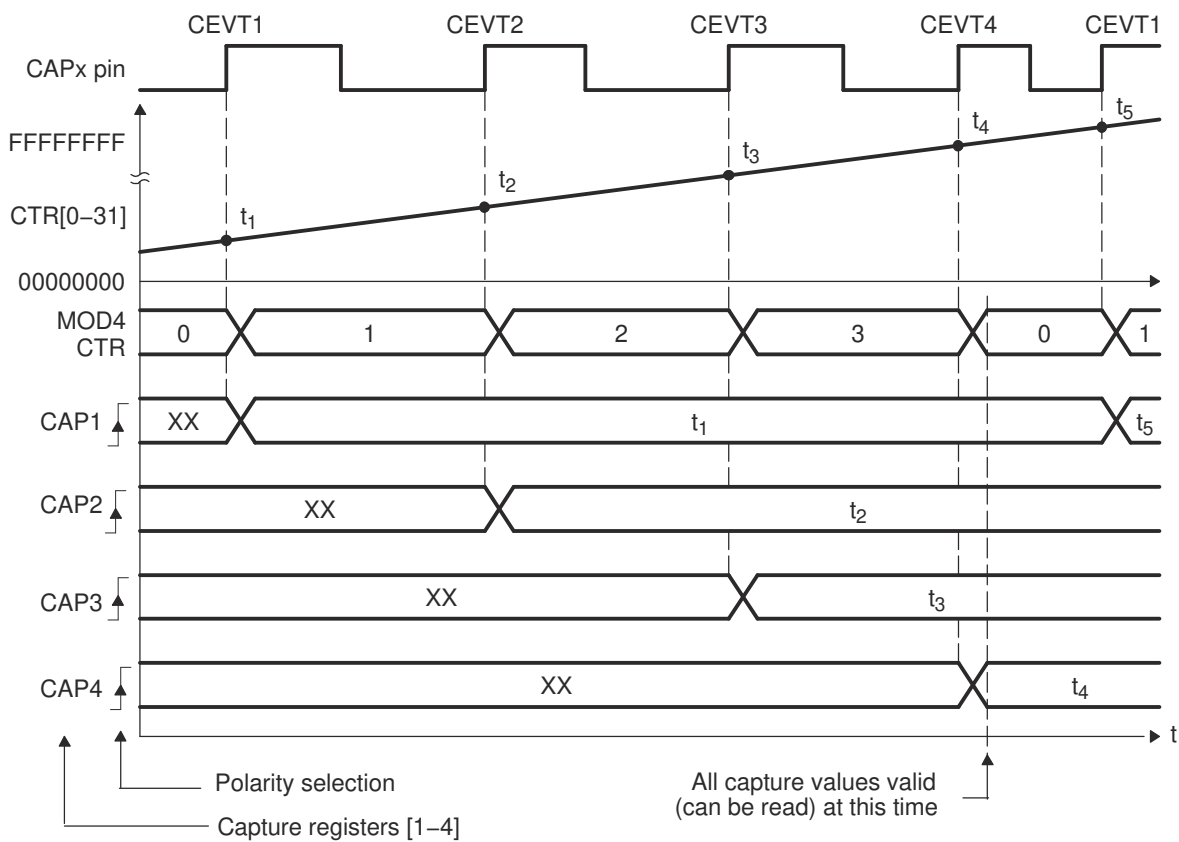 CEVT1 CEVT2 CEVT3 CEVT4 CEVT1
CAPx pin
t5
t4
FFFFFFFF
t3
t2
CTR[0–31]
t1
00000000
MOD4
CTR
0 1 2 3 0 1
CAP1 XX t1 t5
CAP2 XX t2
CAP3 XX t3
CAP4 XX t4
t
Polarity selection
All capture values valid
(can be read) at this time
Capture registers [1–4]